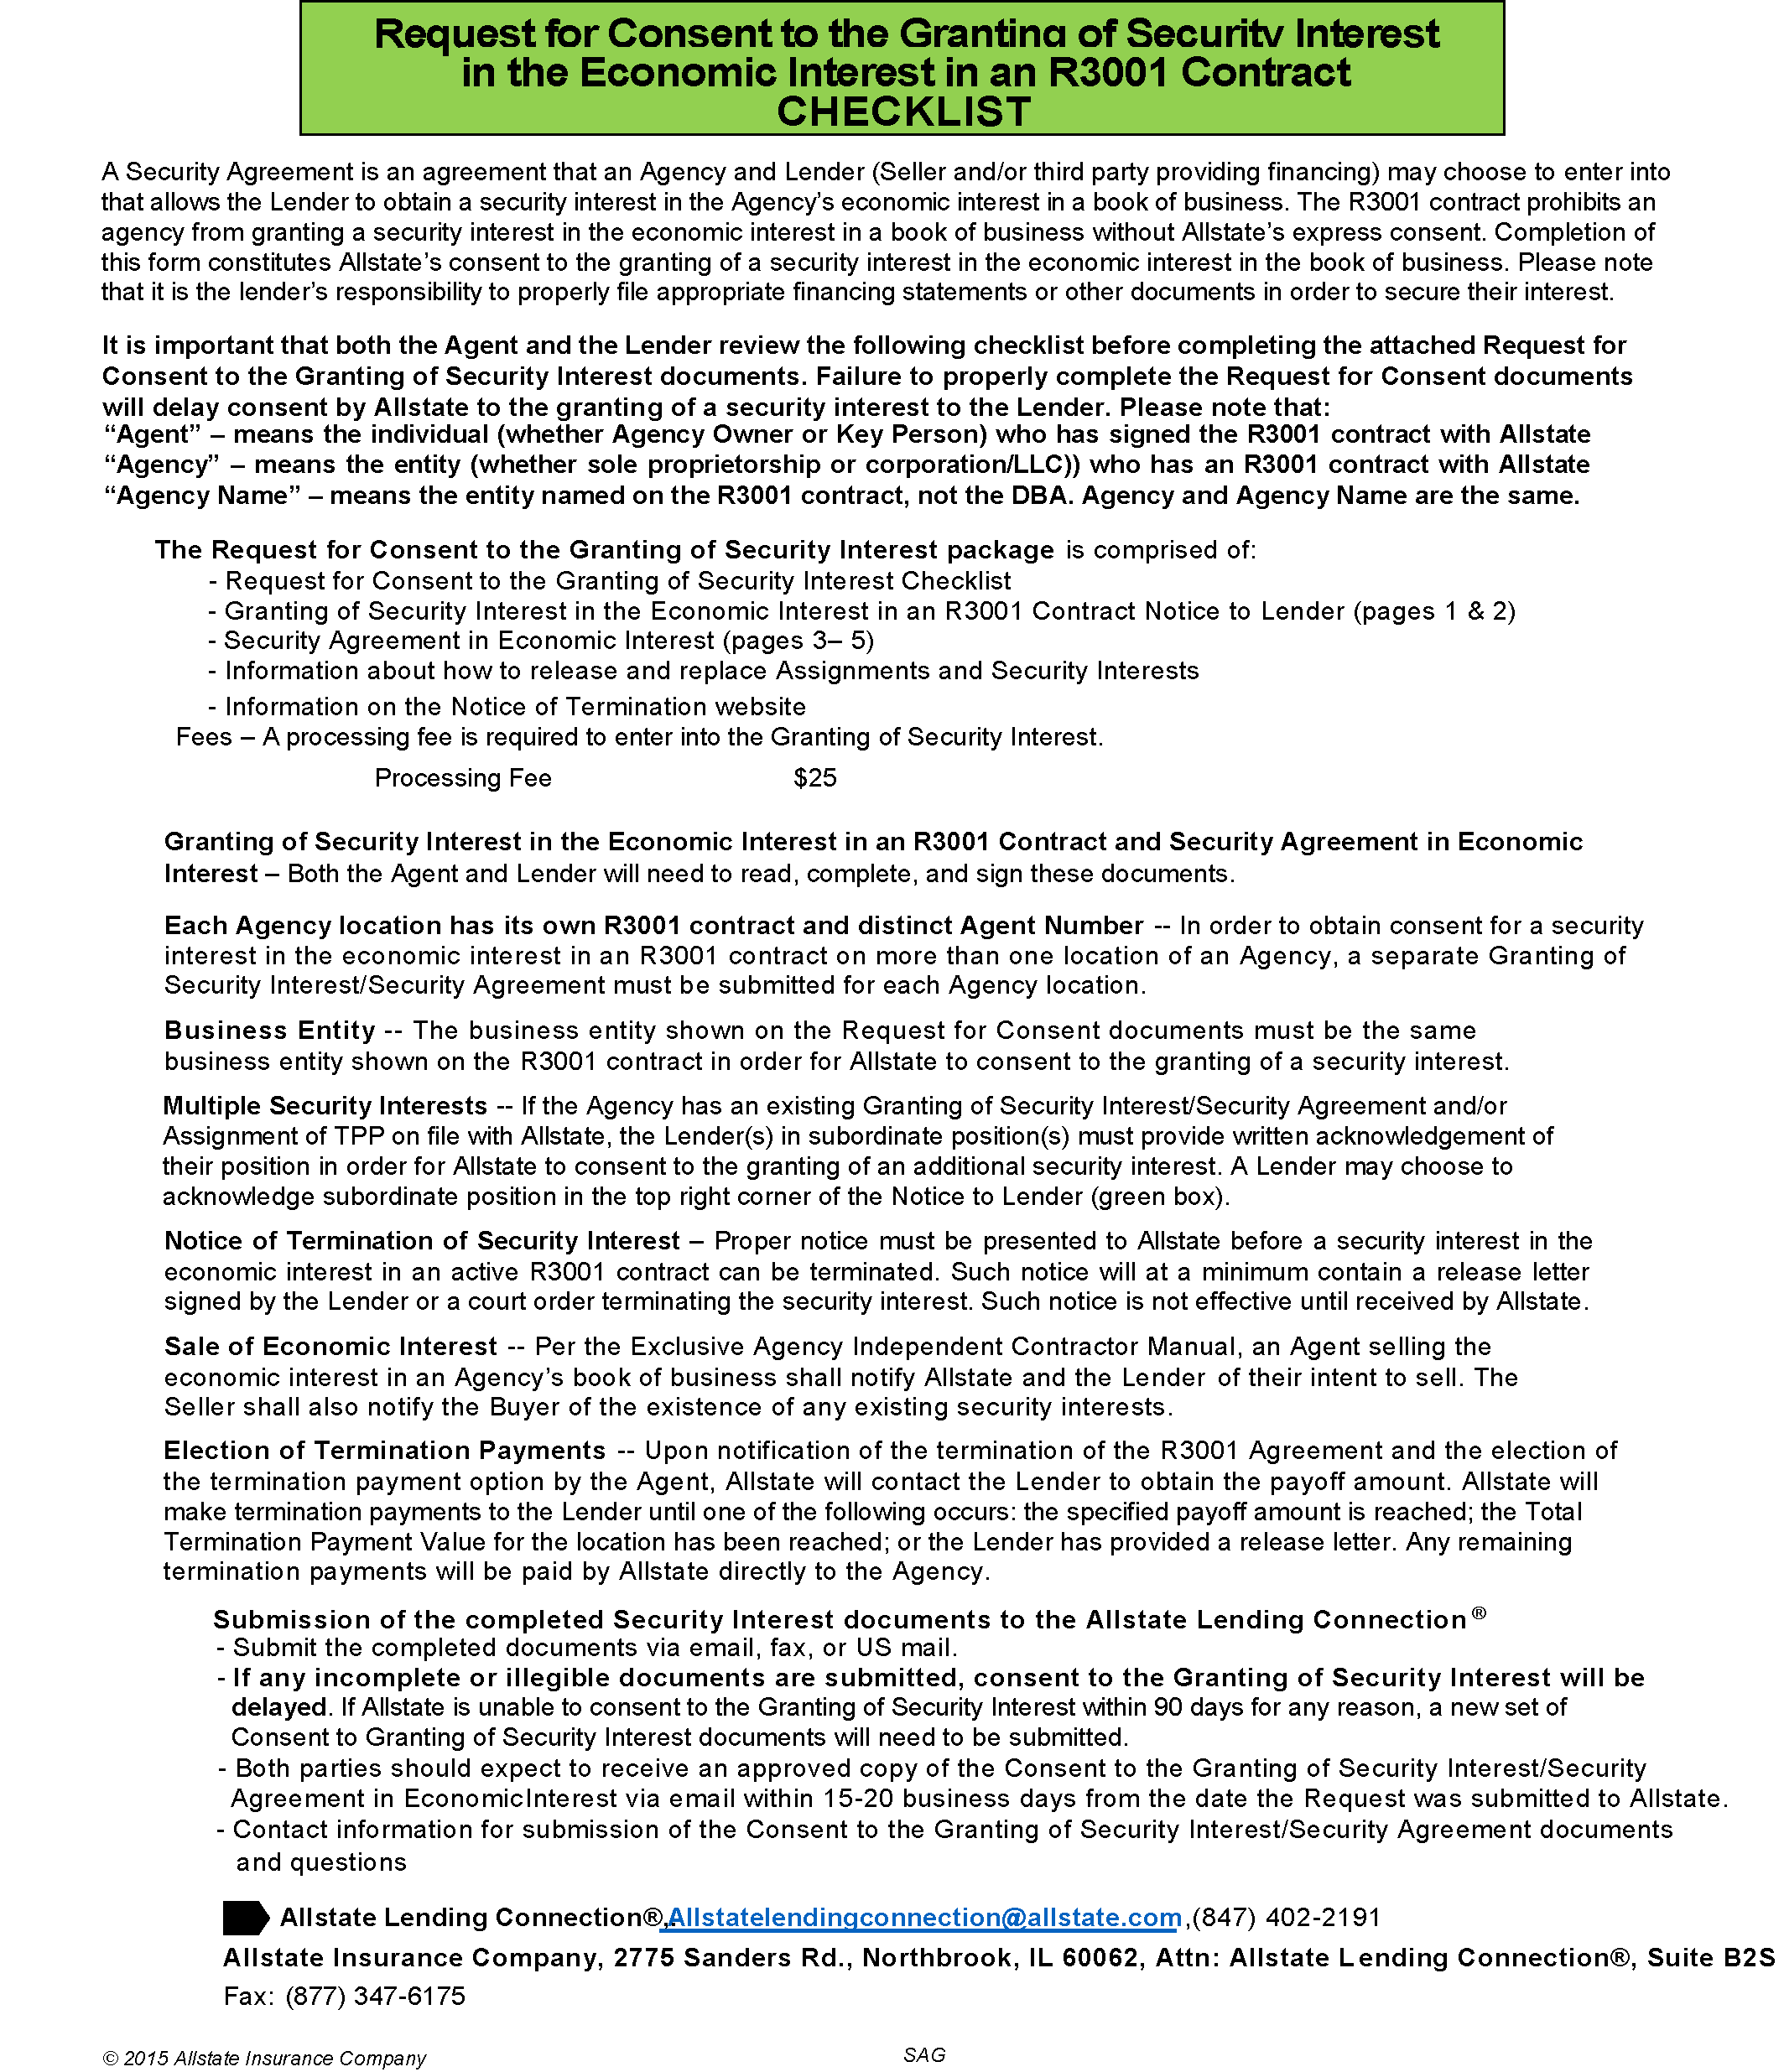 Request for Consent to the Granting of Security Interest
in the Economic Interest in an R3001 Contract
CHECKLIST
A Security Agreement is an agreement that an Agency and Lender (Seller and/or third party providing financing) may choose to enter into
that allows the Lender to obtain a security interest in the Agency’s economic interest in a book of business. The R3001 contract prohibits an
agency from granting a security interest in the economic interest in a book of business without Allstate’s express consent. Completion of
this form constitutes Allstate’s consent to the granting of a security interest in the economic interest in the book of business. Please note
that it is the lender’s responsibility to properly file appropriate financing statements or other documents in order to secure their interest.
It is important that both the Agent and the Lender review the following checklist before completing the attached Request for
Consent to the Granting of Security Interest documents. Failure to properly complete the Request for Consent documents
will delay consent by Allstate to the granting of a security interest to the Lender. Please note that:
“Agent” – means the individual (whether Agency Owner or Key Person) who has signed the R3001 contract with Allstate
“Agency” – means the entity (whether sole proprietorship or corporation/LLC)) who has an R3001 contract with Allstate
“Agency Name” – means the entity named on the R3001 contract, not the DBA. Agency and Agency Name are the same.
The Request for Consent to the Granting of Security Interest package is comprised of:
- Request for Consent to the Granting of Security Interest Checklist
- Granting of Security Interest in the Economic Interest in an R3001 Contract Notice to Lender (pages 1 & 2)
- Security Agreement in Economic Interest (pages 3– 5)
- Information about how to release and replace Assignments and Security Interests
- Information on the Notice of Termination website
Fees – A processing fee is required to enter into the Granting of Security Interest.
Processing Fee $25
Granting of Security Interest in the Economic Interest in an R3001 Contract and Security Agreement in Economic
Interest – Both the Agent and Lender will need to read, complete, and sign these documents.
Each Agency location has its own R3001 contract and distinct Agent Number -- In order to obtain consent for a security
interest in the economic interest in an R3001 contract on more than one location of an Agency, a separate Granting of
Security Interest/Security Agreement must be submitted for each Agency location.
Business Entity -- The business entity shown on the Request for Consent documents must be the same
business entity shown on the R3001 contract in order for Allstate to consent to the granting of a security interest.
Multiple Security Interests -- If the Agency has an existing Granting of Security Interest/Security Agreement and/or
Assignment of TPP on file with Allstate, the Lender(s) in subordinate position(s) must provide written acknowledgement of
their position in order for Allstate to consent to the granting of an additional security interest. A Lender may choose to
acknowledge subordinate position in the top right corner of the Notice to Lender (green box).
Notice of Termination of Security Interest – Proper notice must be presented to Allstate before a security interest in the
economic interest in an active R3001 contract can be terminated. Such notice will at a minimum contain a release letter
signed by the Lender or a court order terminating the security interest. Such notice is not effective until received by Allstate.
Sale of Economic Interest -- Per the Exclusive Agency Independent Contractor Manual, an Agent selling the
economic interest in an Agency’s book of business shall notify Allstate and the Lender of their intent to sell. The
Seller shall also notify the Buyer of the existence of any existing security interests.
Election of Termination Payments -- Upon notification of the termination of the R3001 Agreement and the election of
the termination payment option by the Agent, Allstate will contact the Lender to obtain the payoff amount. Allstate will
make termination payments to the Lender until one of the following occurs: the specified payoff amount is reached; the Total
Termination Payment Value for the location has been reached; or the Lender has provided a release letter. Any remaining
termination payments will be paid by Allstate directly to the Agency.
Submission of the completed Security Interest documents to the Allstate Lending Connection®
- Submit the completed documents via email, fax, or US mail.
- If any incomplete or illegible documents are submitted, consent to the Granting of Security Interest will be
delayed. If Allstate is unable to consent to the Granting of Security Interest within 90 days for any reason, a new set of
Consent to Granting of Security Interest documents will need to be submitted.
- Both parties should expect to receive an approved copy of the Consent to the Granting of Security Interest/Security
Agreement in EconomicInterest via email within 15-20 business days from the date the Request was submitted to Allstate.
- Contact information for submission of the Consent to the Granting of Security Interest/Security Agreement documents
and questions
Allstate Lending Connection®,Allstatelendingconnection@allstate.com,(847) 402-2191
Allstate Insurance Company, 2775 Sanders Rd., Northbrook, IL 60062, Attn: Allstate Lending Connection®, Suite B2S
Fax: (877) 347-6175
© 2015 Allstate Insurance Company SAG